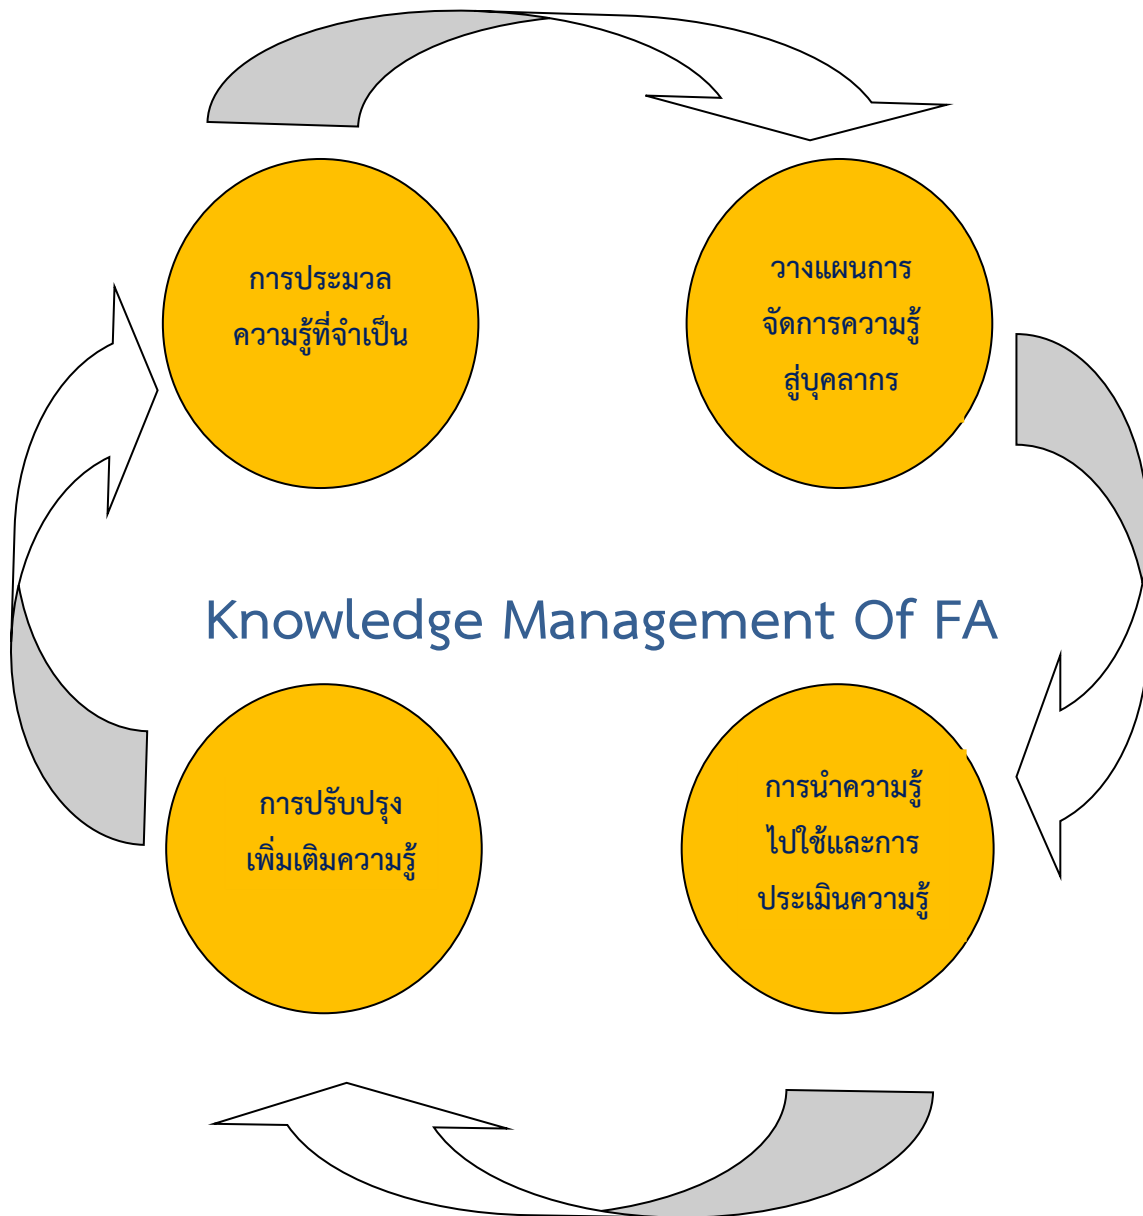 การประมวล
ความรู้ที่จำเป็น
วางแผนการ
จัดการความรู้
สู่บุคลากร
Knowledge Management Of FA
การปรับปรุง
เพิ่มเติมความรู้
การนำความรู้
ไปใช้และการ
ประเมินความรู้